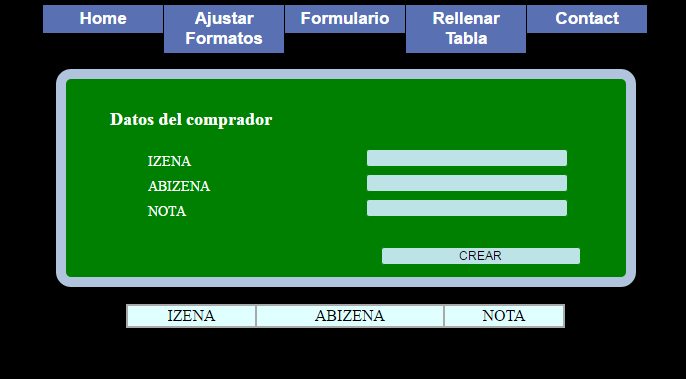 Home Ajustar Formulario Rellenar Contact
Formatos Tabla
Datos del comprador
IZENA
ABIZENA
NOTA
CREAR
IZENA ABIZENA NOTA